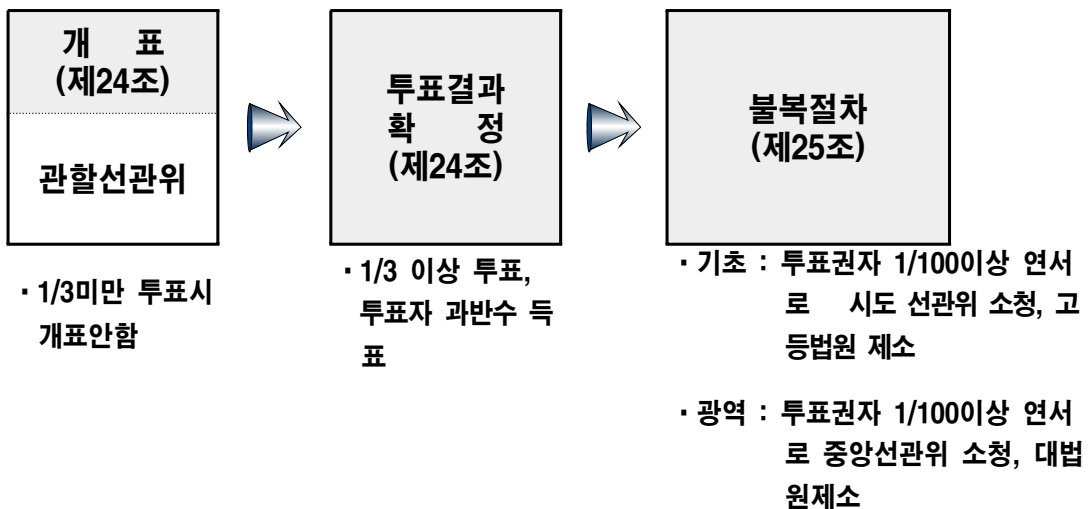 개 표
(제24조)
관할선관위
▪ 1/3미만 투표시
개표안함
투표결과
확 정
(제24조)
▪ 1/3 이상 투표,
투표자 과반수 득
표
불복절차
(제25조)
▪ 기초 : 투표권자 1/100이상 연서
로 시도 선관위 소청, 고
등법원 제소
▪ 광역 : 투표권자 1/100이상 연서
로 중앙선관위 소청, 대법
원제소